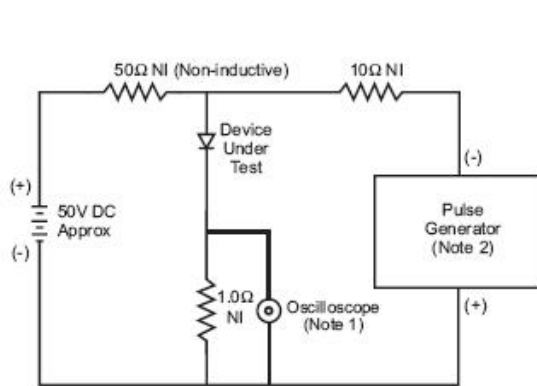 50Ω NI (Non-inductive)
10Ω NI
Device
Under
Test
(-)
(+)
50V DC
Approx
(-)
Pulse
Generator
(Note 2)
1.0Ω
NI
Oscilloscope
(Note 1)
(+)